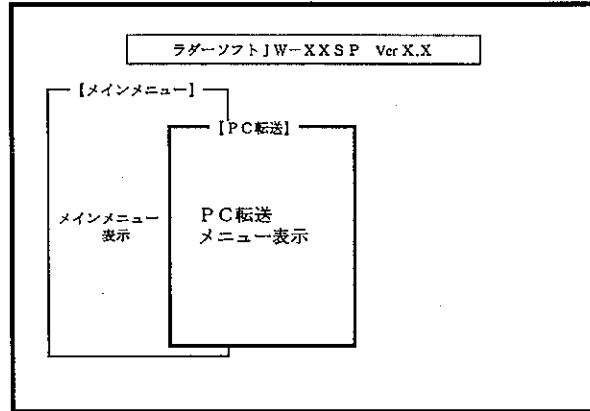 ラダーソフトJW-XXSP Ver X.X
【メインメニュー】
【PC転送】
メインメニュー
表示
PC転送
メニュー表示